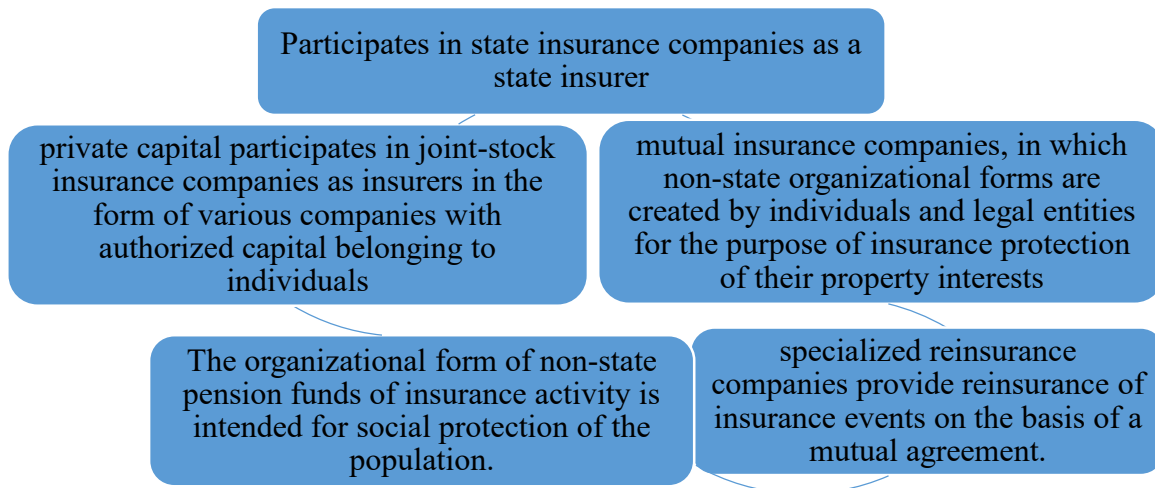 Participates in state insurance companies as a
state insurer
private capital participates in joint-stock
insurance companies as insurers in the
form of various companies with
authorized capital belonging to
individuals
mutual insurance companies, in which
non-state organizational forms are
created by individuals and legal entities
for the purpose of insurance protection
of their property interests
The organizational form of non-state
pension funds of insurance activity is
intended for social protection of the
population.
specialized reinsurance
companies provide reinsurance of
insurance events on the basis of a
mutual agreement.